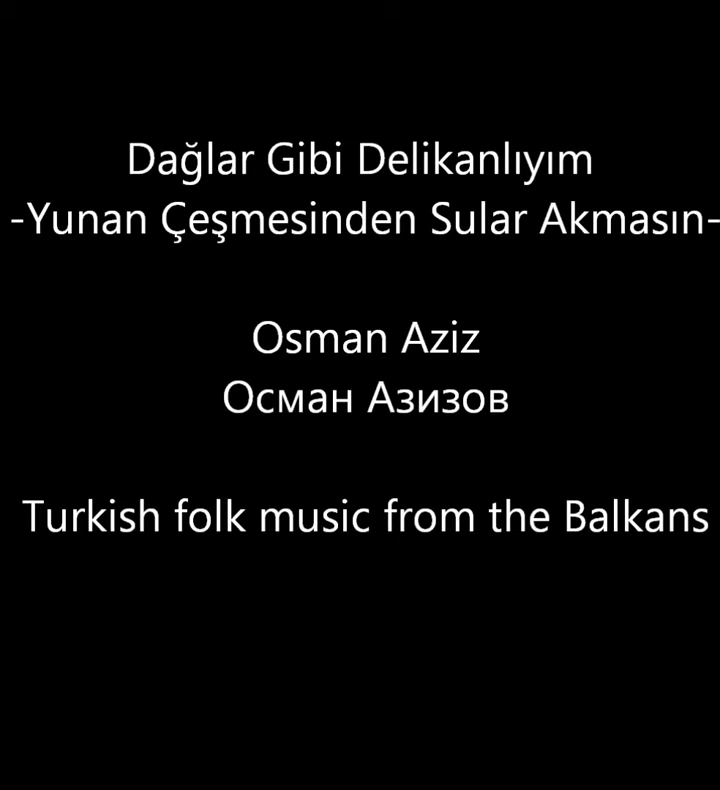 Dağlar Gibi Delikanlıyım
-Yunan Çeşmesinden Sular Akmasın-
Osman Aziz
Осман Азизов
Turkish folk music from the Balkans